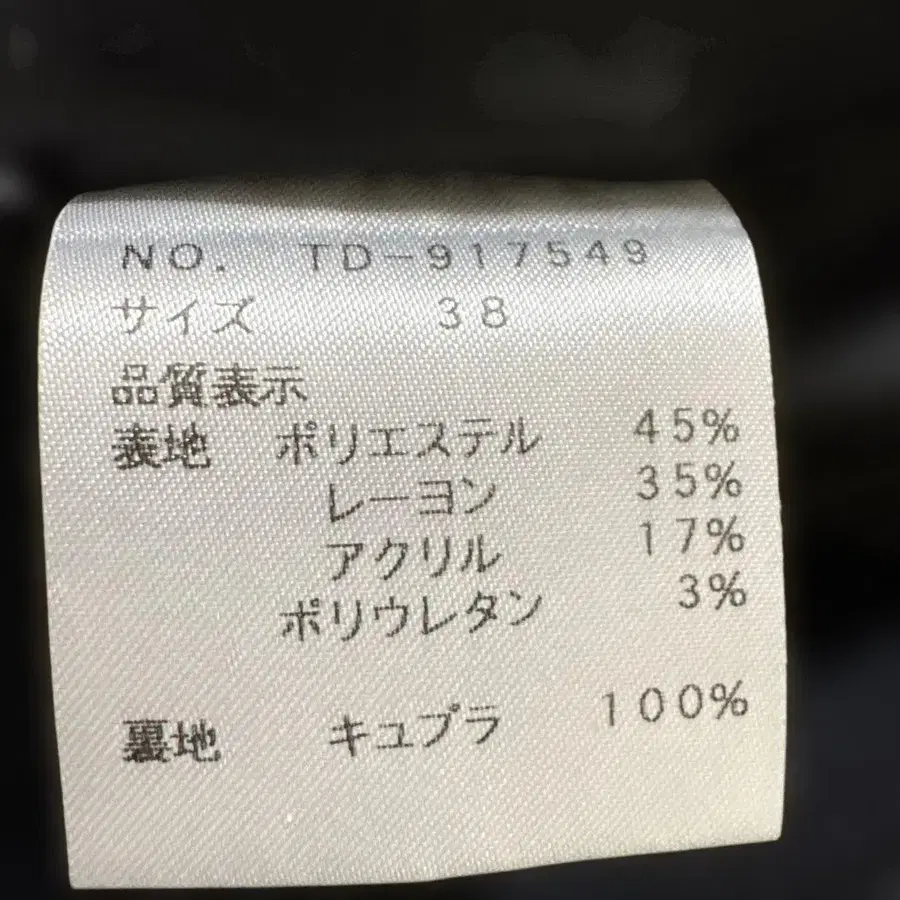 NO. TD-917549
サイズ 38
品質表示
表地 ポリエステル 45%
レーヨン 35%
アクリル 17%
ポリウレタン 3%
裏地 キュプラ 100%